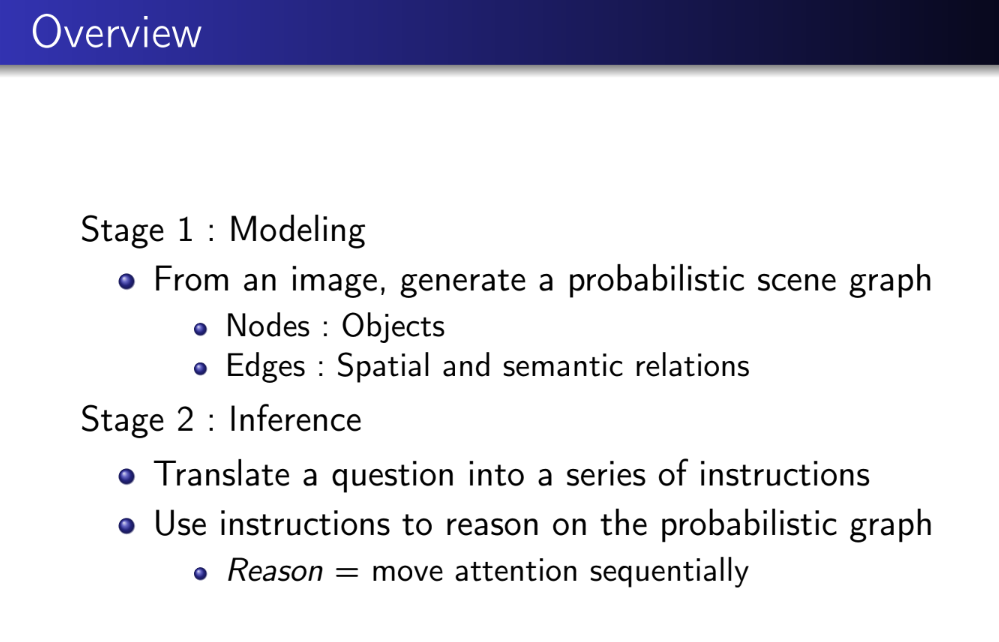 Overview
Stage 1 : Modeling
From an image, generate a probabilistic scene graph
Nodes : Objects
Edges : Spatial and semantic relations
Stage 2 : Inference
Translate a question into a series of instructions
Use instructions to reason on the probabilistic graph
Reason = move attention sequentially